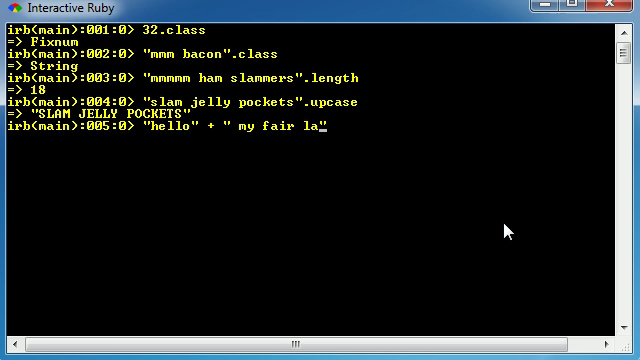 Interactive Ruby
irb(main):001:0> 32.class
=> Fixnum
irb(main):002:0> "mmm bacon".class
=> String
irb(main):003:0> "mmmmm ham slammers".length
=> 18
irb(main):004:0> "slam jelly pockets".upcase
=> "SLAM JELLY POCKETS"
irb(main):005:0> "hello" + " my fair la"